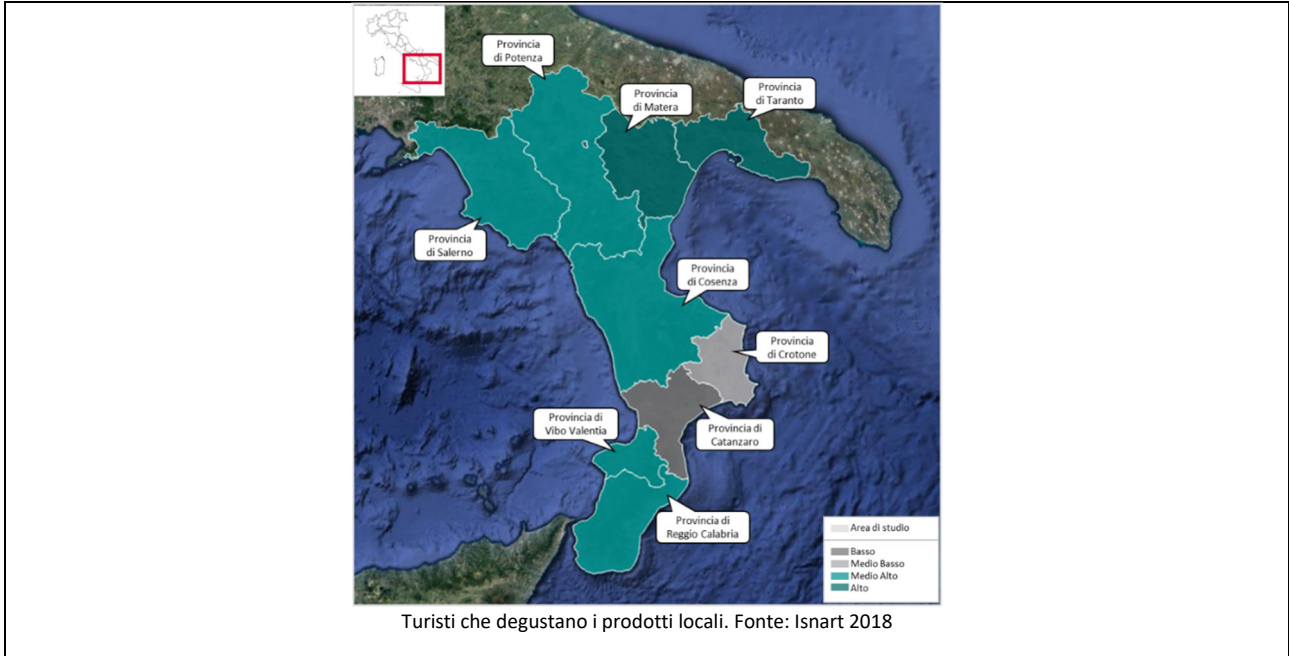 Provincia
di Potenza
Provincia
di Matera
Provincia
di Taranto
Provincia
di Salerno
Provincia
di Cosenza
Provincia
di Crotone
Provincia di
Vibo Valentia
Provincia di
Catanzaro
Provincia di
Reggio Calabria
Area di studio
Basso
Medio Basso
Medio Alto
Alto
Turisti che degustano i prodotti locali. Fonte: Isnart 2018